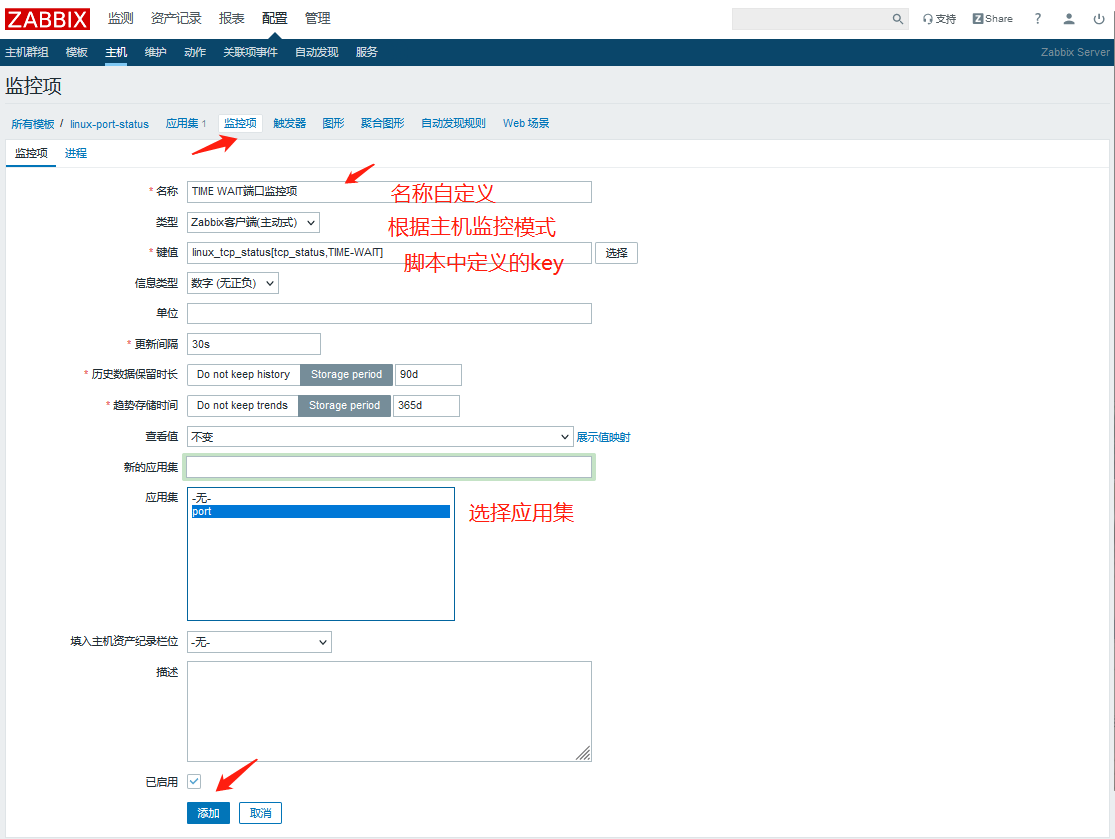 ZABBIX 监测 资产记录 报表 配置 管理 支持 Z Share ?
主机群组 模板 主机 维护 动作 关联项事件 自动发现 服务 Zabbix Server
监控项
所有模板 / linux-port-status 应用集 1 监控项 触发器 图形 聚合图形 自动发现规则 Web 场景
监控项 进程
* 名称 TIME WAIT端口监控项 名称自定义
类型 Zabbix客户端(主动式) 根据主机监控模式
* 键值 linux_tcp_status[tcp_status,TIME-WAIT] 选择
脚本中定义的key
信息类型 数字 (无正负)
单位
* 更新间隔 30s
* 历史数据保留时长 Do not keep history Storage period 90d
* 趋势存储时间 Do not keep trends Storage period 365d
查看值 不变 展示值映射
新的应用集
应用集 -无-
port 选择应用集
填入主机资产纪录栏位 -无-
描述
已启用
添加 取消